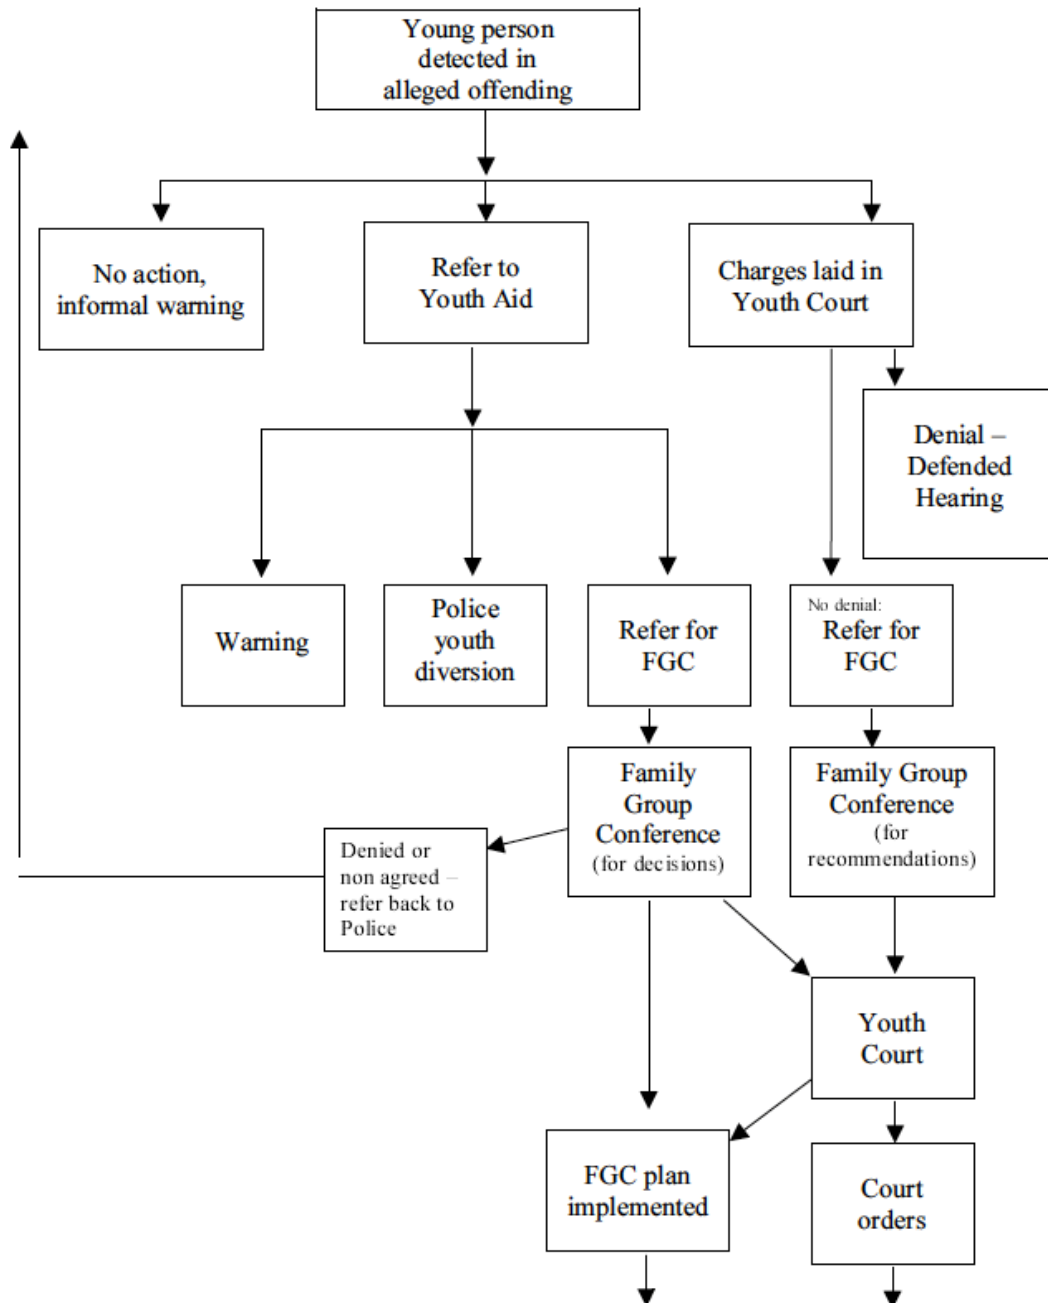 Young person
detected in
alleged offending
No action,
informal warning
Refer to
Youth Aid
Charges laid in
Youth Court
Denial –
Defended
Hearing
Warning
Police
youth
diversion
Refer for
FGC
No denial:
Refer for
FGC
Family
Group
Conference
(for decisions)
Family Group
Conference
(for
recommendations)
Denied or
non agreed –
refer back to
Police
Youth
Court
FGC plan
implemented
Court
orders